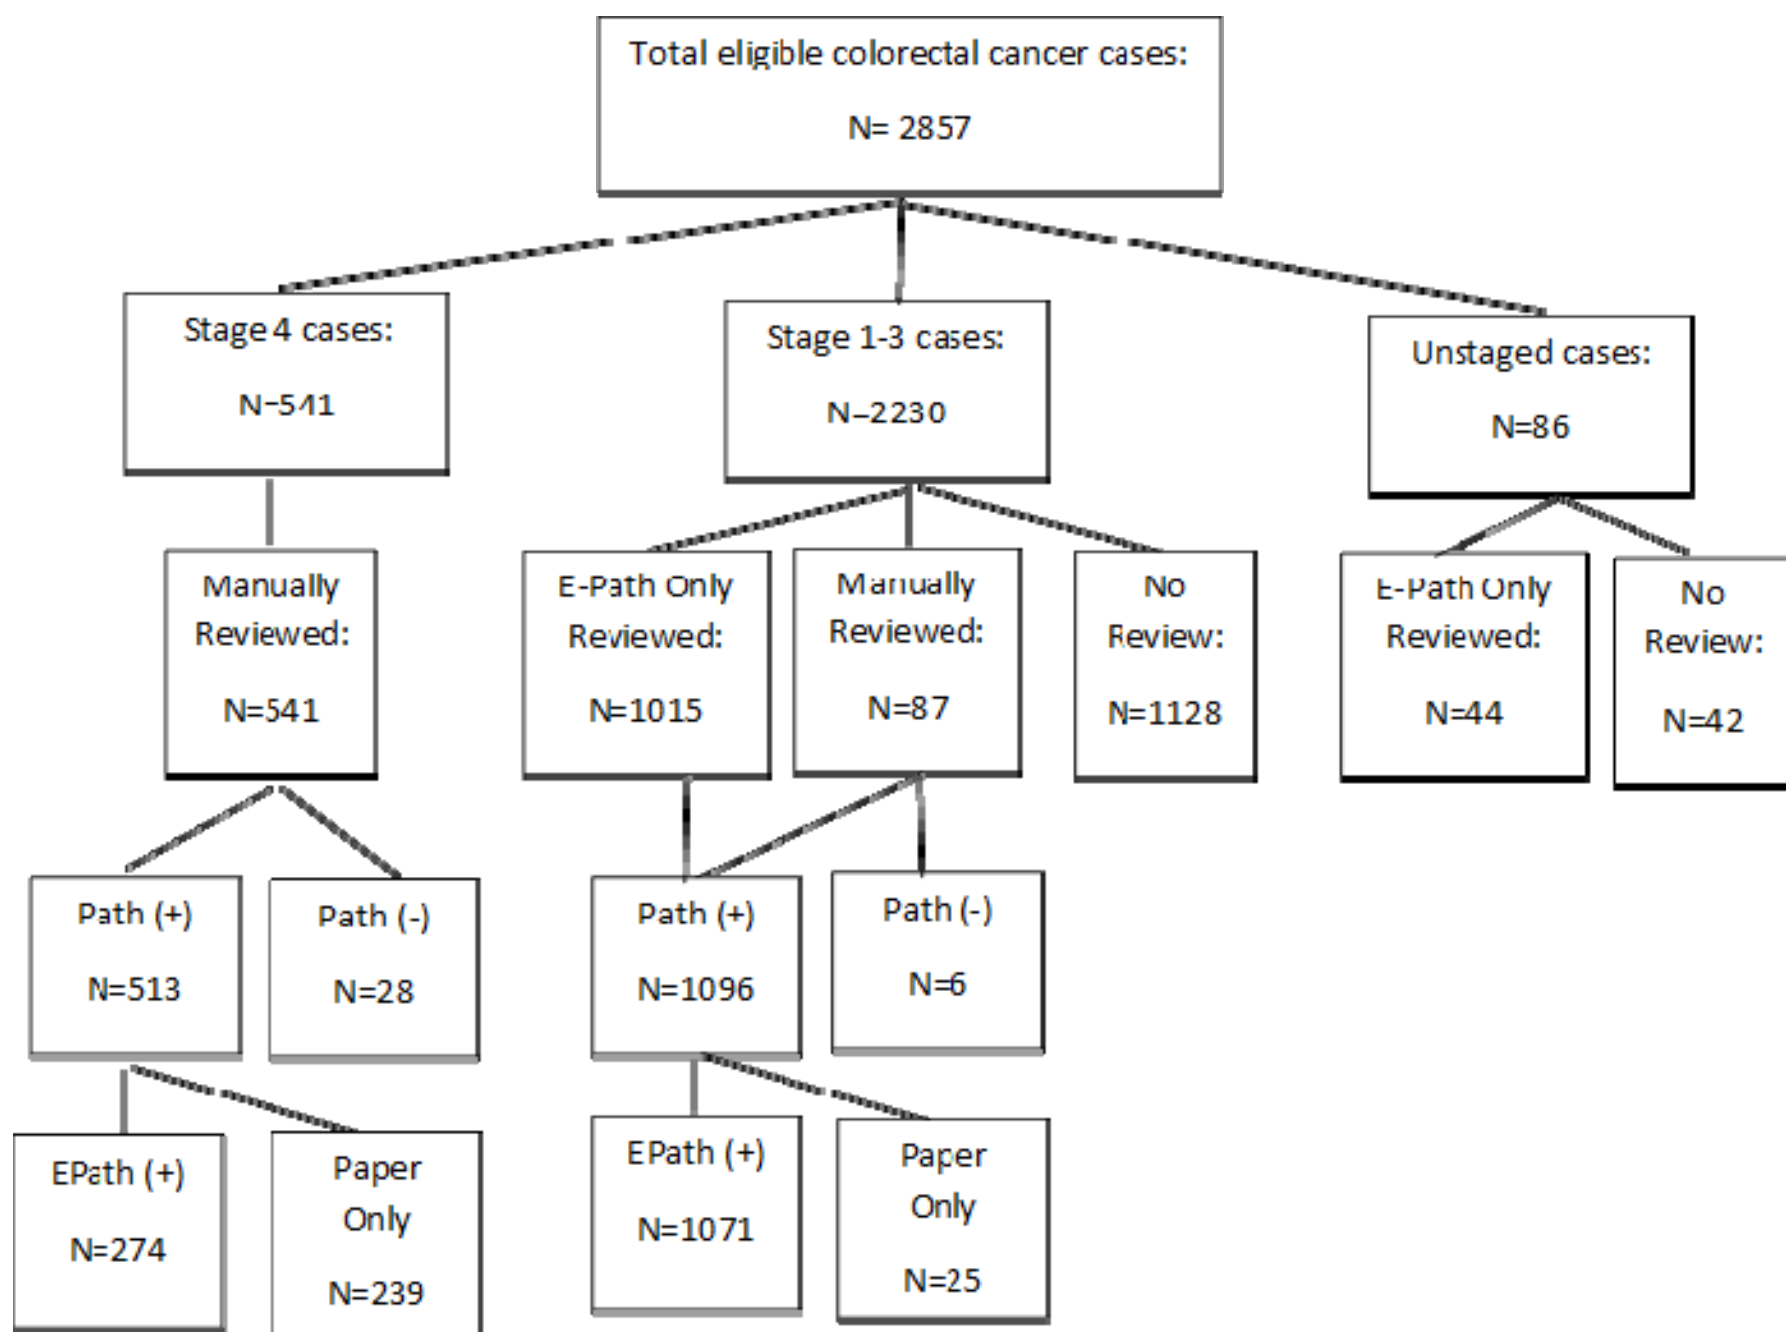 Total eligible colorectal cancer cases:
N= 2857
Stage 4 cases:
N=541
Stage 1-3 cases:
N=2230
Unstaged cases:
N=86
Manually
Reviewed:
N=541
E-Path Only
Reviewed:
N=1015
Manually
Reviewed:
N=87
No
Review:
N=1128
E-Path Only
Reviewed:
N=44
No
Review:
N=42
Path (+)
N=513
Path (-)
N=28
Path (+)
N=1096
Path (-)
N=6
EPath (+)
N=274
Paper
Only
N=239
EPath (+)
N=1071
Paper
Only
N=25